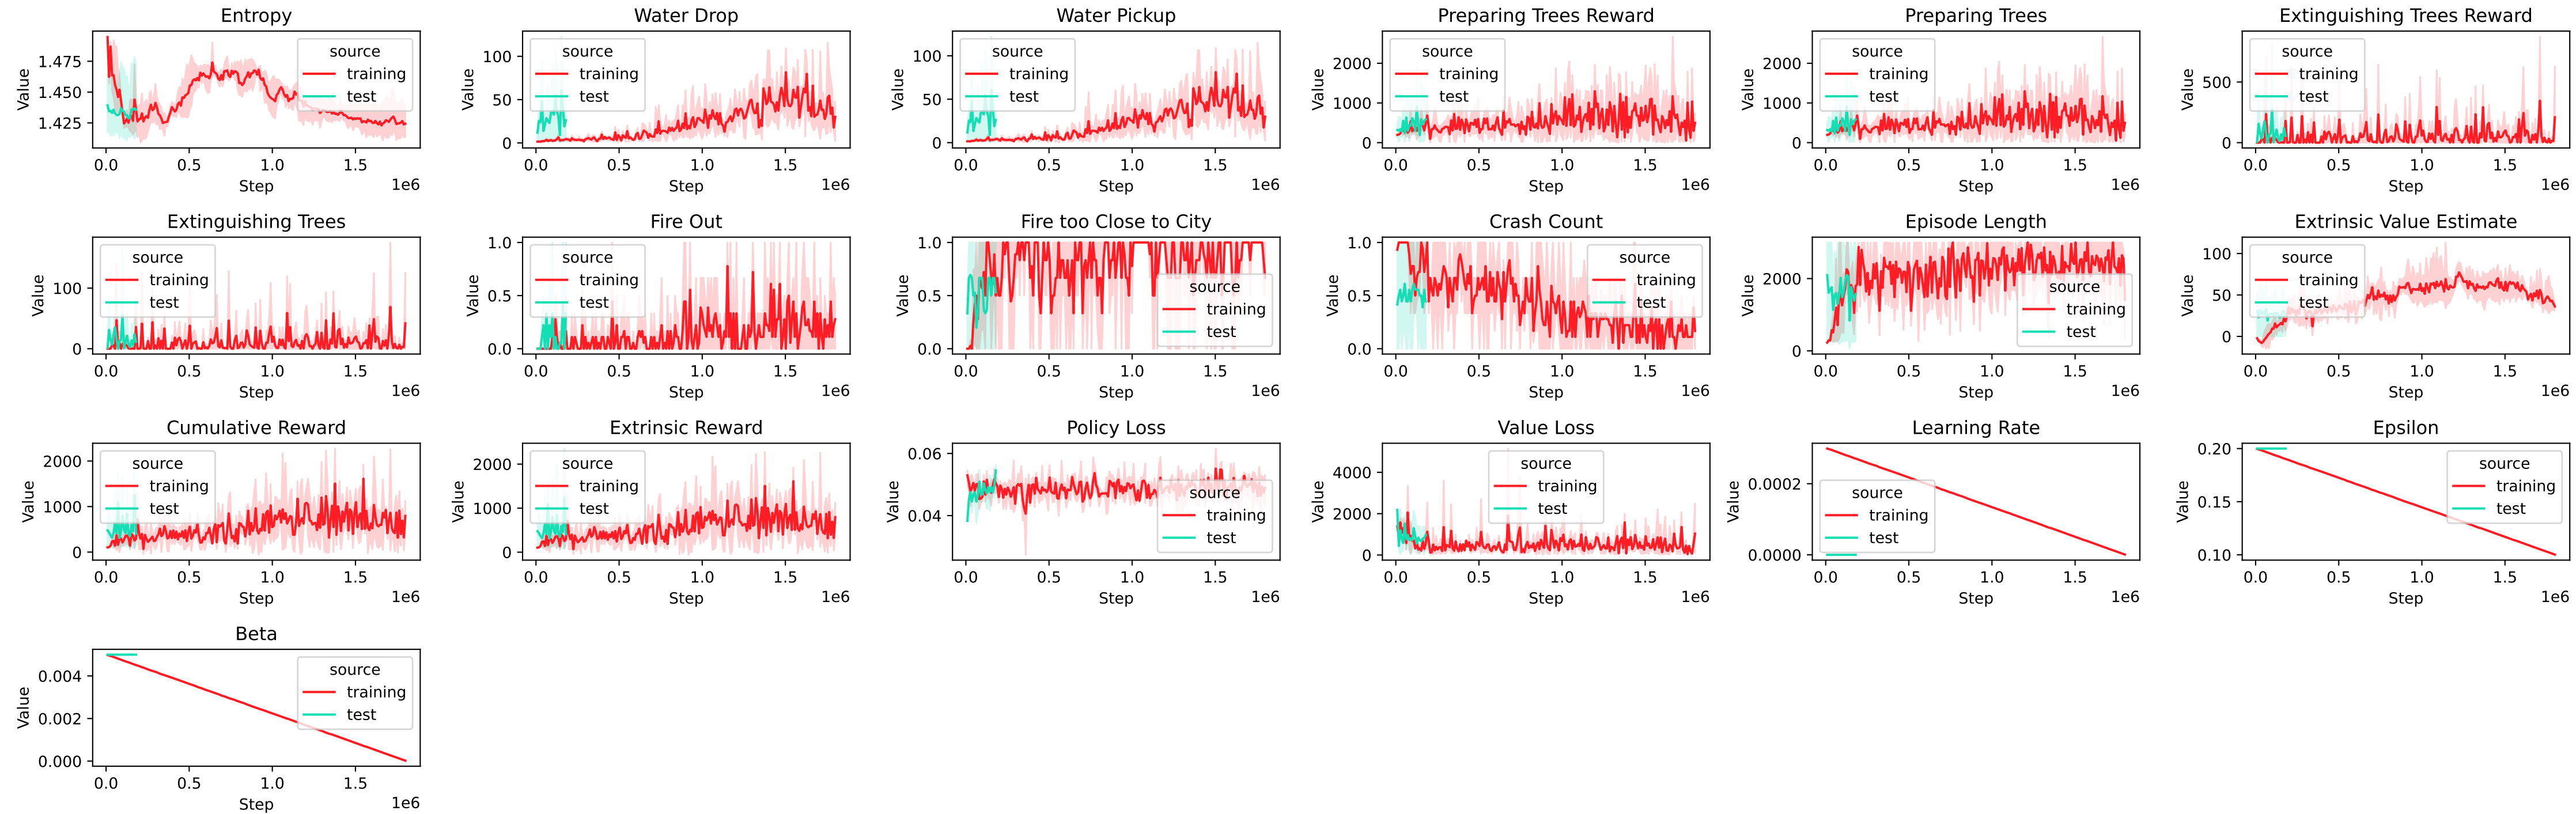 Entropy
Value
1.475
1.450
1.425
source
training
test
0.0 0.5 1.0 1.5
Step
1e6
Water Drop
Value
100
50
0
source
training
test
0.0 0.5 1.0 1.5
Step
1e6
Water Pickup
Value
100
50
0
source
training
test
0.0 0.5 1.0 1.5
Step
1e6
Preparing Trees Reward
Value
2000
1000
0
source
training
test
0.0 0.5 1.0 1.5
Step
1e6
Preparing Trees
Value
2000
1000
0
source
training
test
0.0 0.5 1.0 1.5
Step
1e6
Extinguishing Trees Reward
Value
500
0
source
training
test
0.0 0.5 1.0 1.5
Step
1e6
Extinguishing Trees
Value
100
0
source
training
test
0.0 0.5 1.0 1.5
Step
1e6
Fire Out
Value
1.0
0.5
0.0
source
training
test
0.0 0.5 1.0 1.5
Step
1e6
Fire too Close to City
Value
1.0
0.5
0.0
source
training
test
0.0 0.5 1.0 1.5
Step
1e6
Crash Count
Value
1.0
0.5
0.0
source
training
test
0.0 0.5 1.0 1.5
Step
1e6
Episode Length
Value
2000
0
source
training
test
0.0 0.5 1.0 1.5
Step
1e6
Extrinsic Value Estimate
Value
100
50
0
source
training
test
0.0 0.5 1.0 1.5
Step
1e6
Cumulative Reward
Value
2000
1000
0
source
training
test
0.0 0.5 1.0 1.5
Step
1e6
Extrinsic Reward
Value
2000
1000
0
source
training
test
0.0 0.5 1.0 1.5
Step
1e6
Policy Loss
Value
0.06
0.04
source
training
test
0.0 0.5 1.0 1.5
Step
1e6
Value Loss
Value
4000
2000
0
source
training
test
0.0 0.5 1.0 1.5
Step
1e6
Learning Rate
Value
0.0002
0.0000
source
training
test
0.0 0.5 1.0 1.5
Step
1e6
Epsilon
Value
0.20
0.15
0.10
source
training
test
0.0 0.5 1.0 1.5
Step
1e6
Beta
Value
0.004
0.002
0.000
source
training
test
0.0 0.5 1.0 1.5
Step
1e6